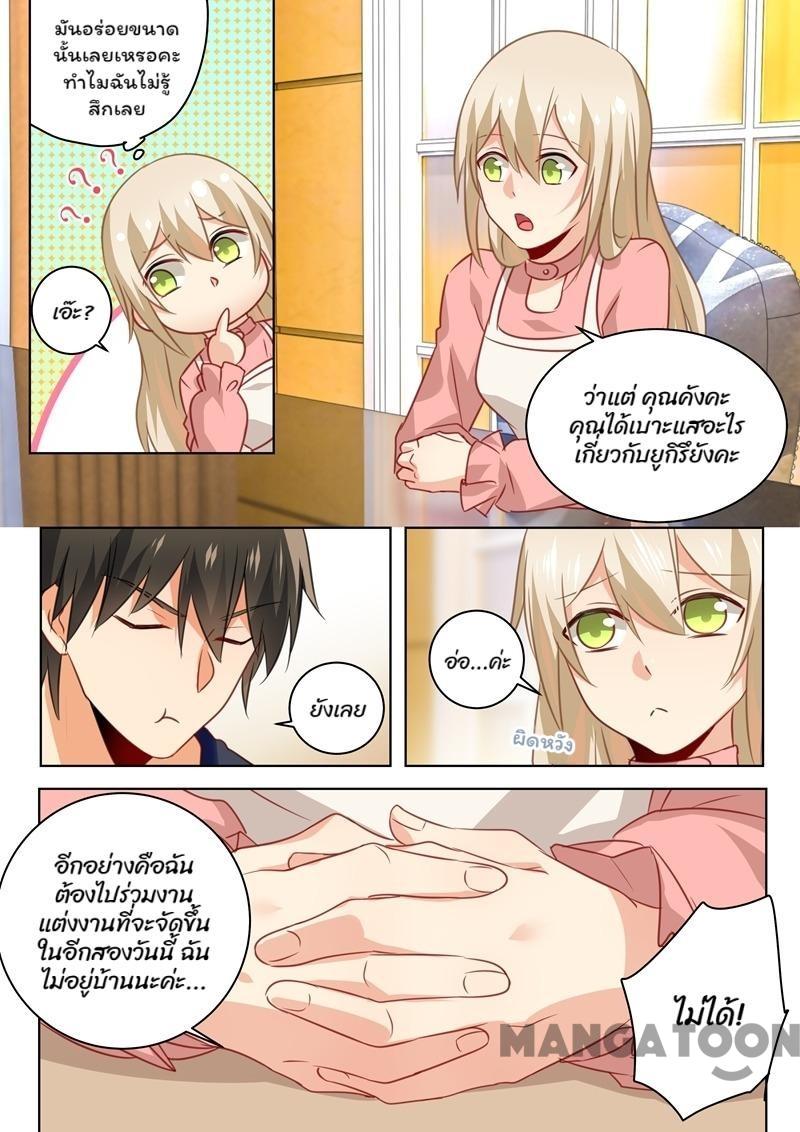 มันอร่อยขนาด
นั้นเลยเหรอคะ
ทำไมฉันไม่รู้
สึกเลย
???
เอ๊ะ?
ว่าแต่ คุณคังคะ
คุณได้เบาะแสอะไร
เกี่ยวกับยูกิรึยังคะ
ยังเลย
อ่อ...ค่ะ
ผิดหวัง
อีกอย่างคือฉัน
ต้องไปร่วมงาน
แต่งงานที่จะจัดขึ้น
ในอีกสองวันนี้ ฉัน
ไม่อยู่บ้านนะค่ะ...
ไม่ได้!
MANGATOON